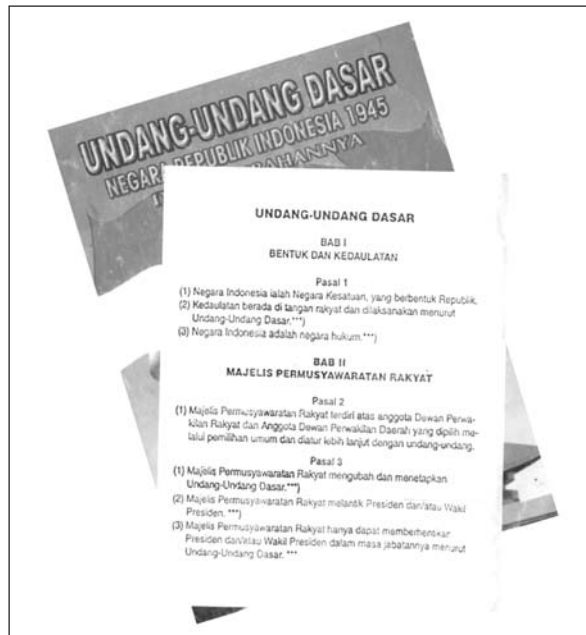 UNDANG-UNDANG DASAR
NEGARA REPUBLIK INDONESIA 1945
UNDANG-UNDANG DASAR
BAB I
BENTUK DAN KEDAULATAN
Pasal 1
(1) Negara Indonesia ialah Negara Kesatuan, yang berbentuk Republik.
(2) Kedaulatan berada di tangan rakyat dan dilaksanakan menurut
Undang-Undang Dasar.***)
(3) Negara Indonesia adalah negara hukum.***)
BAB II
MAJELIS PERMUSYAWARATAN RAKYAT
Pasal 2
(1) Majelis Permusyawaratan Rakyat terdiri atas anggota Dewan Perwa-
kilan Rakyat dan Anggota Dewan Perwakilan Daerah yang dipilih me-
lalui pemilihan umum dan diatur lebih lanjut dengan undang-undang.
Pasal 3
(1) Majelis Permusyawaratan Rakyat mengubah dan menetapkan
Undang-Undang Dasar.***)
(2) Majelis Permusyawaratan Rakyat melantik Presiden dan/atau Wakil
Presiden. ***)
(3) Majelis Permusyawaratan Rakyat hanya dapat memberhentikan
Presiden dan/atau Wakil Presiden dalam masa jabatannya menurut
Undang-Undang Dasar. ***